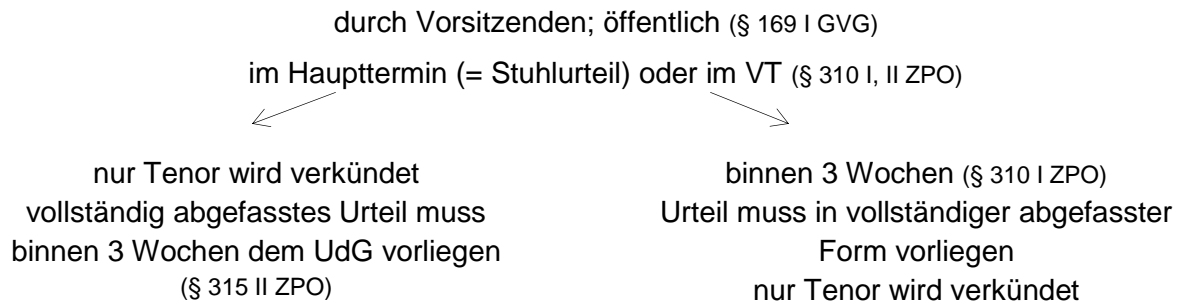 durch Vorsitzenden; öffentlich (§ 169 I GVG)
im Haupttermin (= Stuhlurteil) oder im VT (§ 310 I, II ZPO)
nur Tenor wird verkündet
vollständig abgefasstes Urteil muss
binnen 3 Wochen dem UdG vorliegen
(§ 315 II ZPO)
binnen 3 Wochen (§ 310 I ZPO)
Urteil muss in vollständiger abgefasster
Form vorliegen
nur Tenor wird verkündet